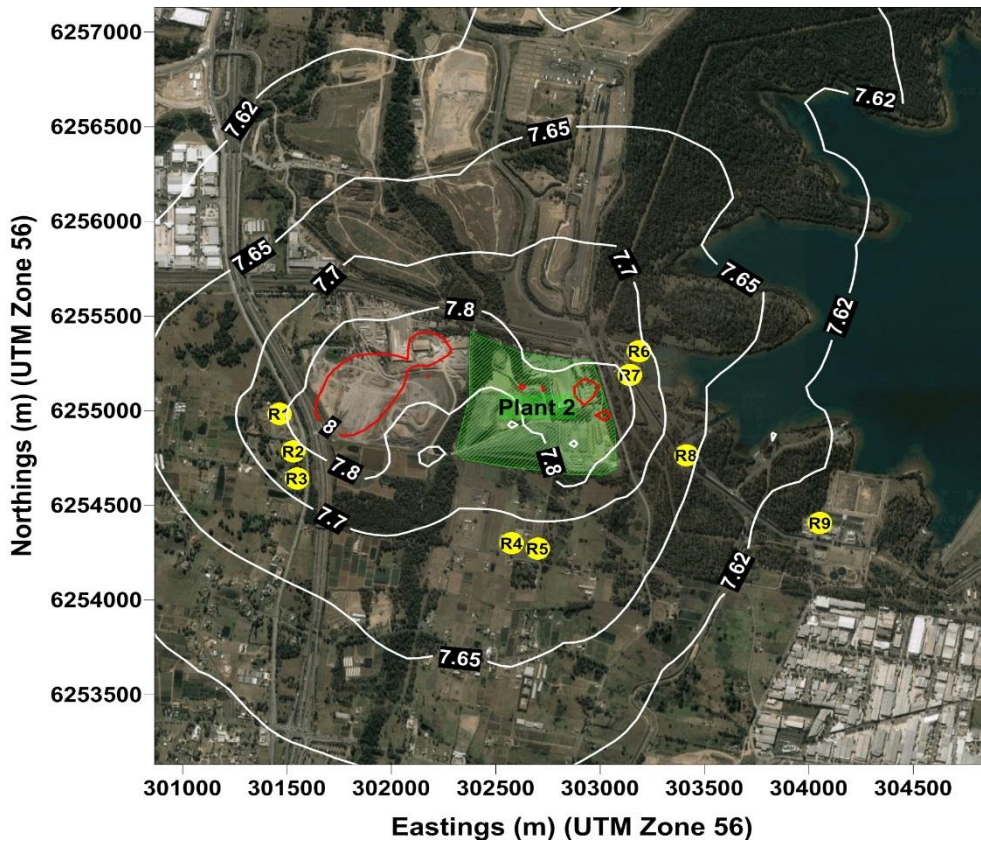 6257000
7.62
7.62
6256500
7.65
6256000
7.65
7.7
7.7
7.65
6255500
7.8
7.62
R6
R7
6255000
R1
Plant 2
8
R2
R8
7.8
7.8
R3
6254500
7.7
R9
R4
R5
7.62
6254000
7.65
6253500
301000 301500 302000 302500 303000 303500 304000 304500
Eastings (m) (UTM Zone 56)
Northings (m) (UTM Zone 56)